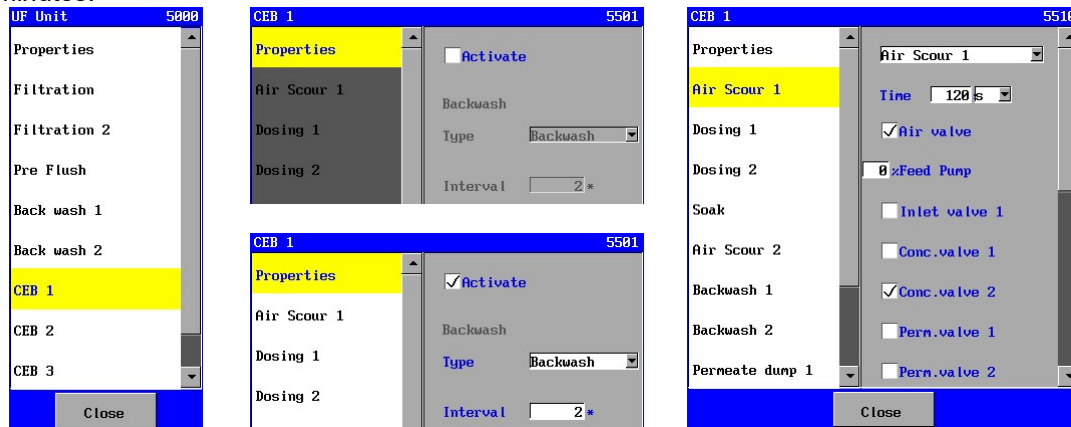 UF Unit 5000
Properties
Filtration
Filtration 2
Pre Flush
Back wash 1
Back wash 2
CEB 1
CEB 2
CEB 3
Close
CEB 1 5501
Properties
Air Scour 1
Dosing 1
Dosing 2
Activate
Backwash
Type Backwash
Interval 2 *
CEB 1 5501
Properties
Air Scour 1
Dosing 1
Dosing 2
Activate
Backwash
Type Backwash
Interval 2 *
CEB 1 5510
Properties
Air Scour 1
Dosing 1
Dosing 2
Soak
Air Scour 2
Backwash 1
Backwash 2
Permeate dump 1
Air Scour 1
Time 120 s
Air valve
0 %Feed Pump
Inlet valve 1
Conc.valve 1
Conc.valve 2
Perm.valve 1
Perm.valve 2
Close